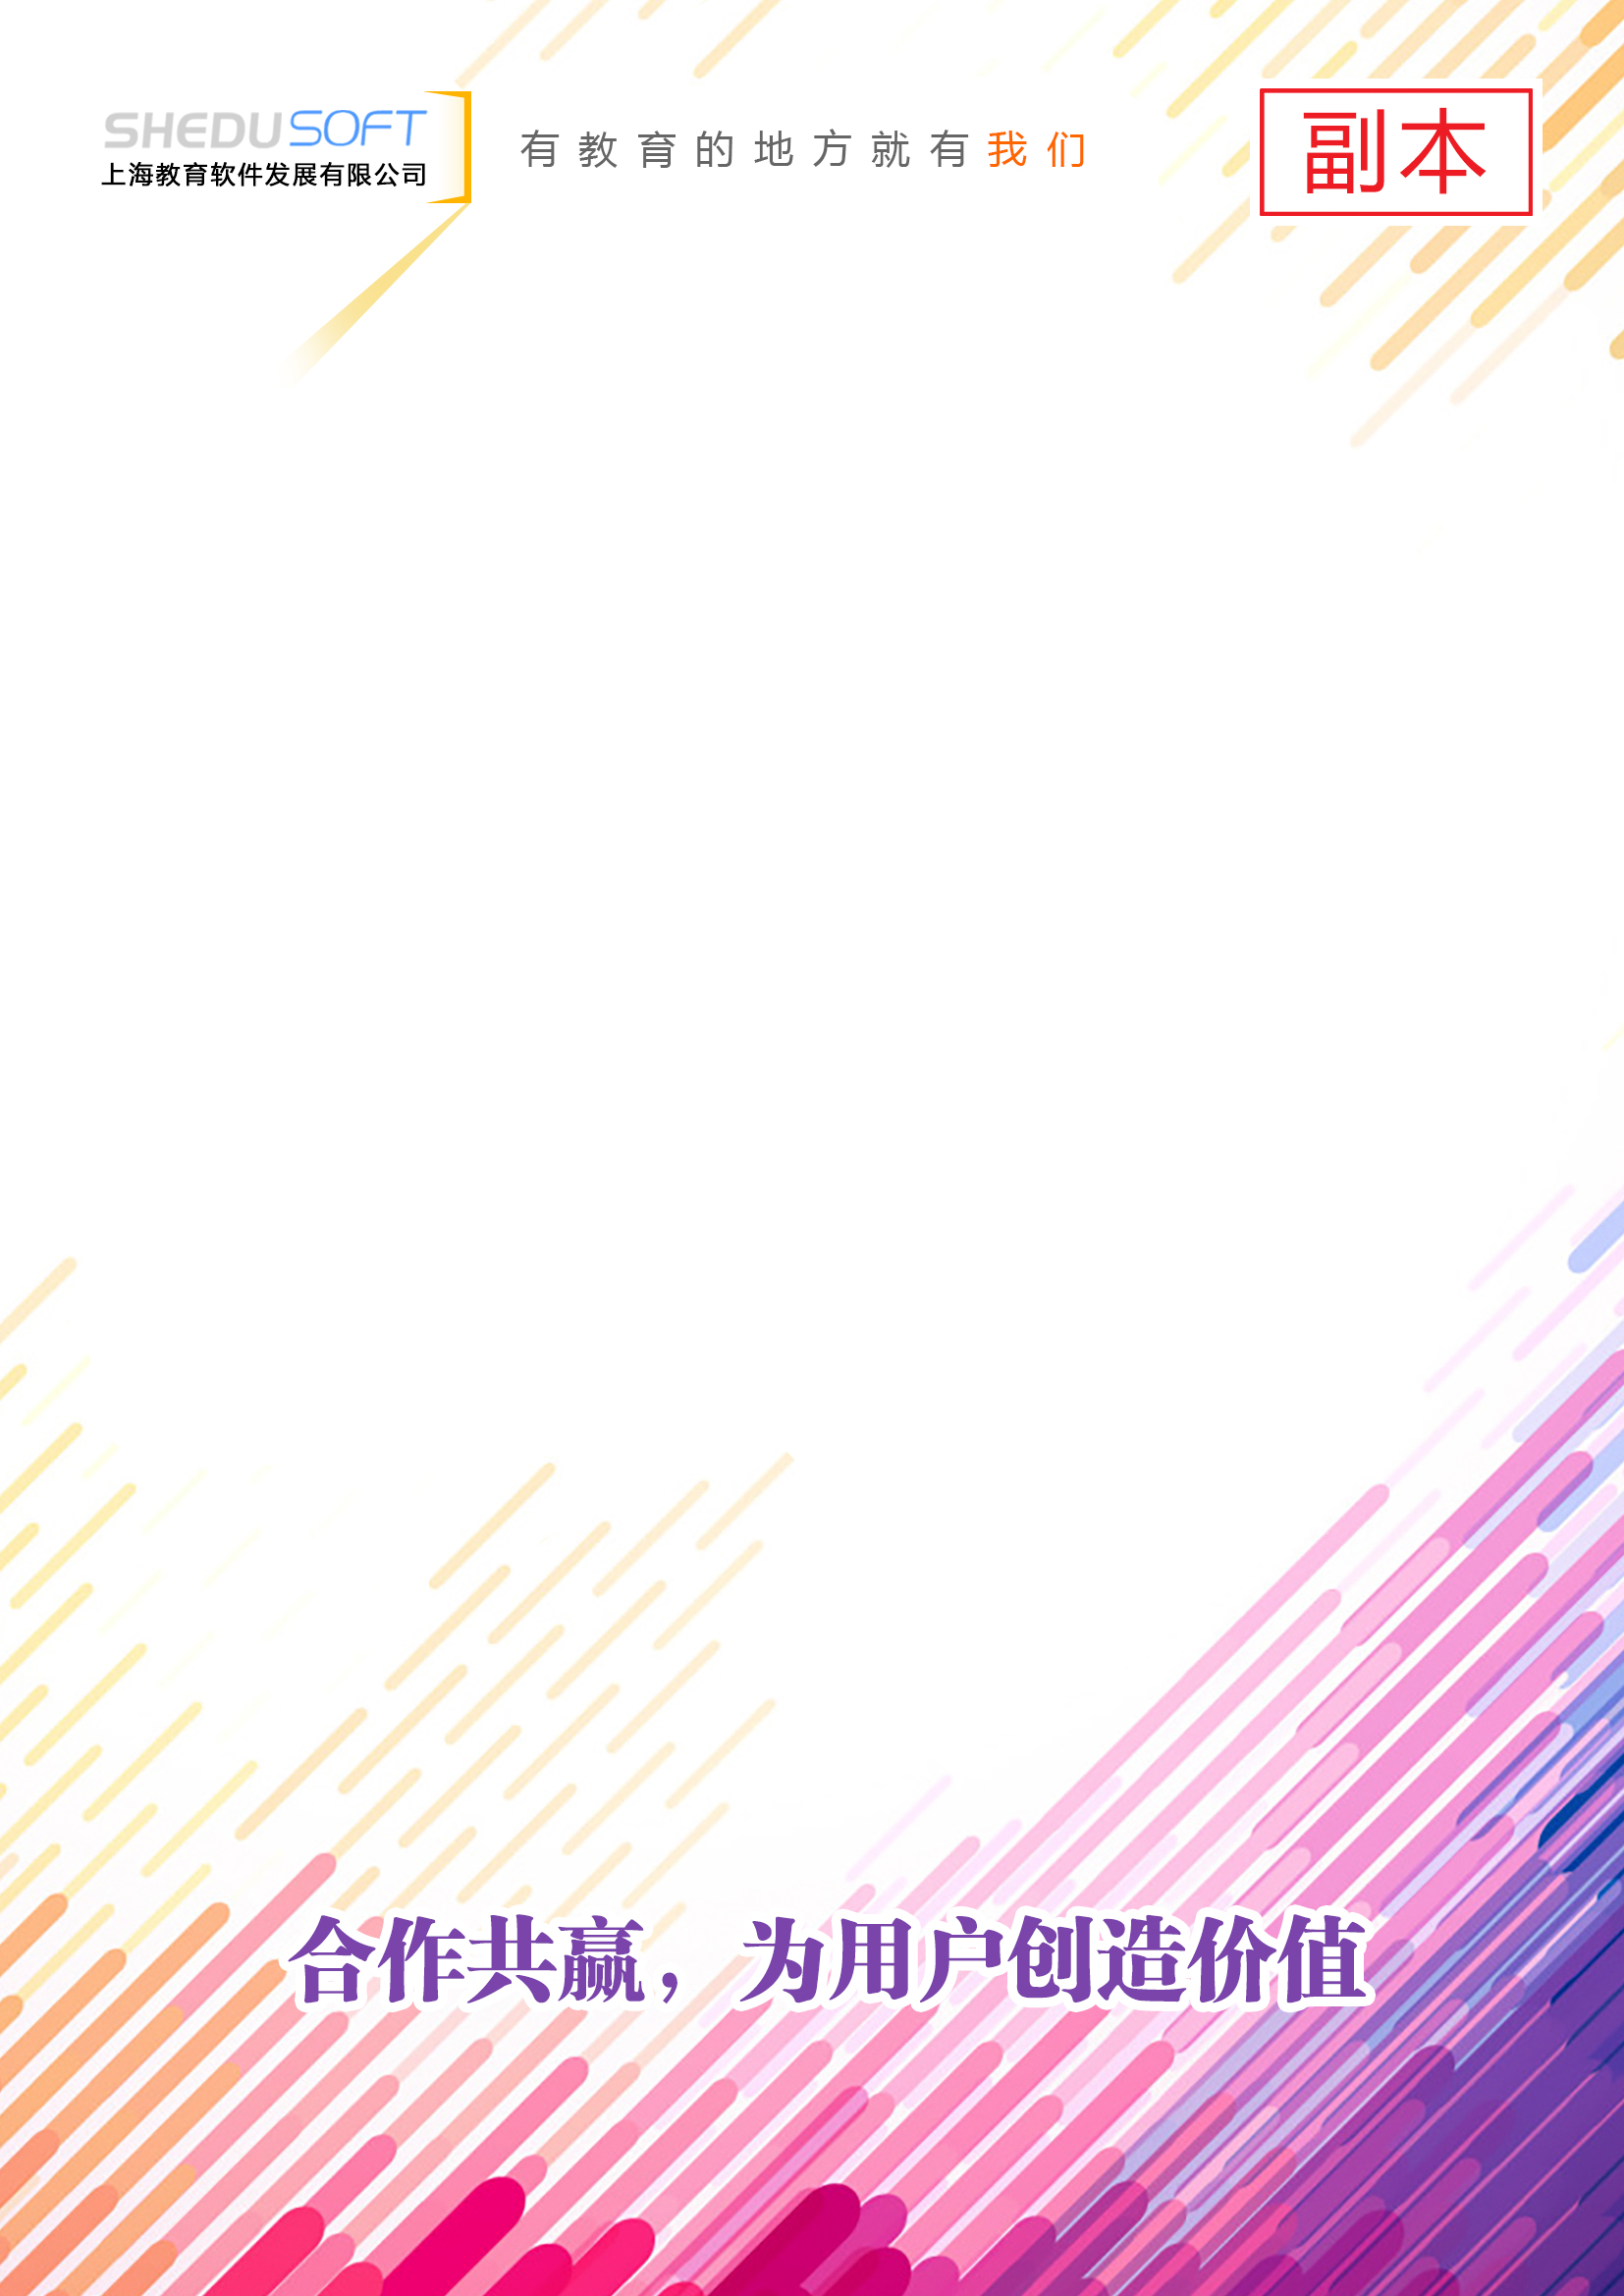 SHEDUSOFT
上海教育软件发展有限公司
有教育的地方就有我们
副本
合作共赢，为用户创造价值